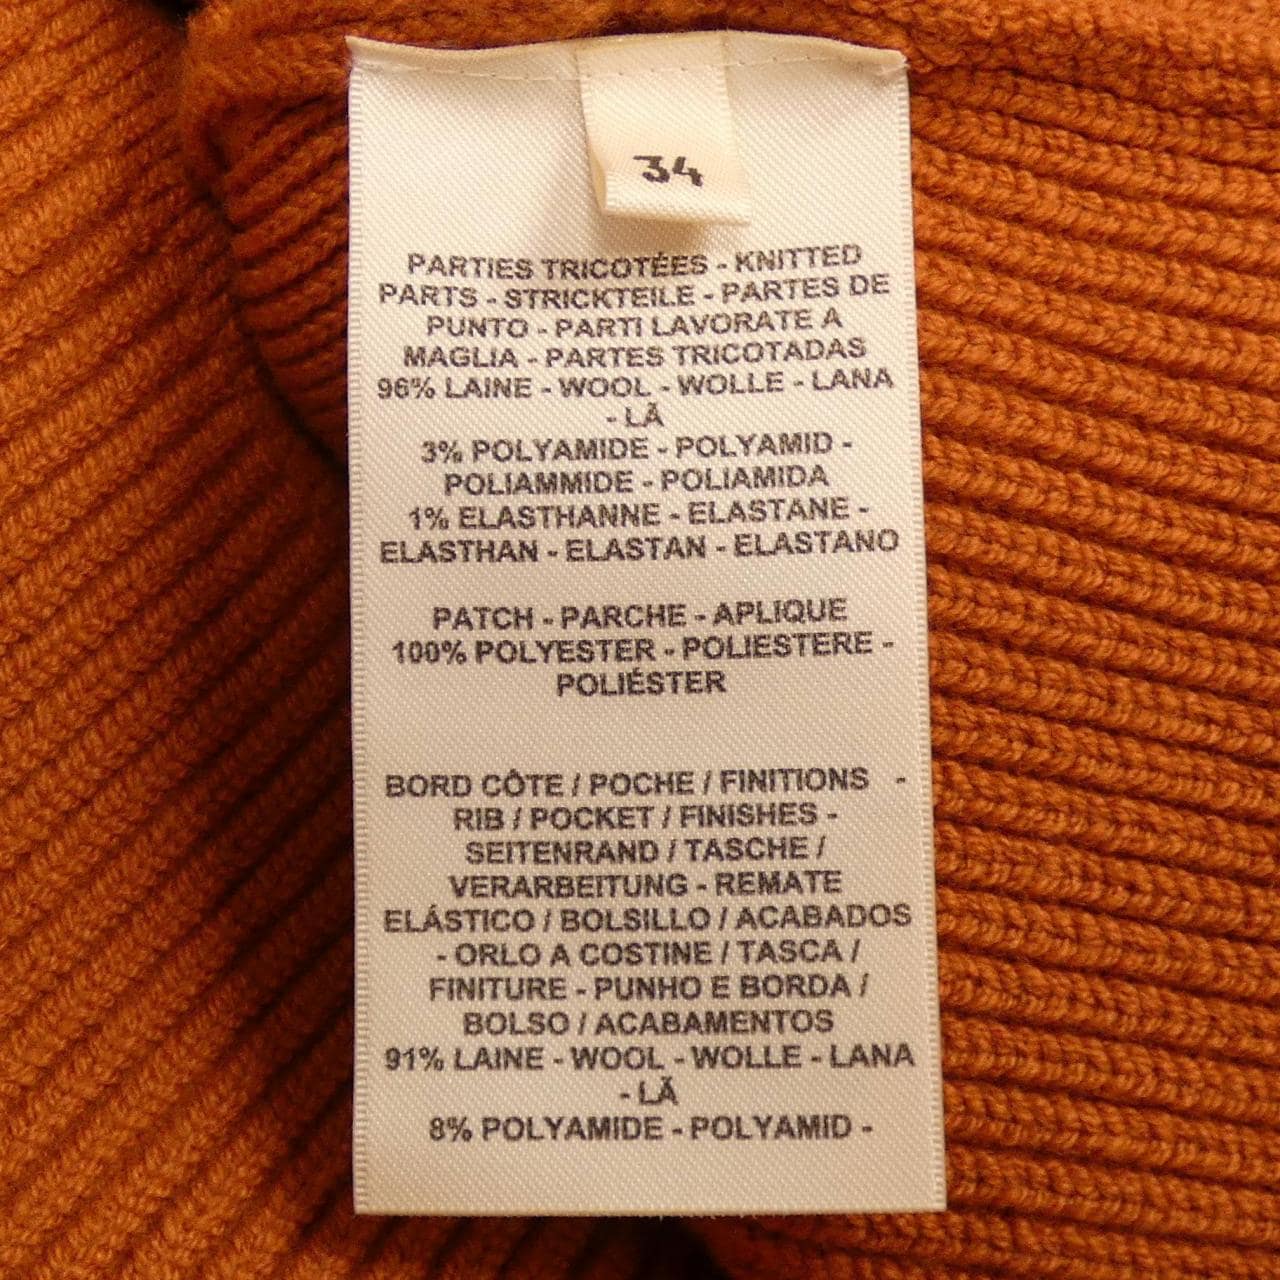 34
PARTIES TRICOTÉES - KNITTED
PARTS - STRICKTEILE - PARTES DE
PUNTO - PARTI LAVORATE A
MAGLIA - PARTES TRICOTADAS
96% LAINE - WOOL - WOLLE - LANA
- LÃ
3% POLYAMIDE - POLYAMID -
POLIAMMIDE - POLIAMIDA
1% ELASTHANNE - ELASTANE -
ELASTHAN - ELASTAN - ELASTANO
PATCH - PARCHE - APLIQUE
100% POLYESTER - POLIESTERE -
POLIÉSTER
BORD CÔTE / POCHE / FINITIONS -
RIB / POCKET / FINISHES -
SEITENRAND / TASCHE /
VERARBEITUNG - REMATE
ELÁSTICO / BOLSILLO / ACABADOS
- ORLO A COSTINE / TASCA /
FINITURE - PUNHO E BORDA /
BOLSO / ACABAMENTOS
91% LAINE - WOOL - WOLLE - LANA
- LÃ
8% POLYAMIDE - POLYAMID -